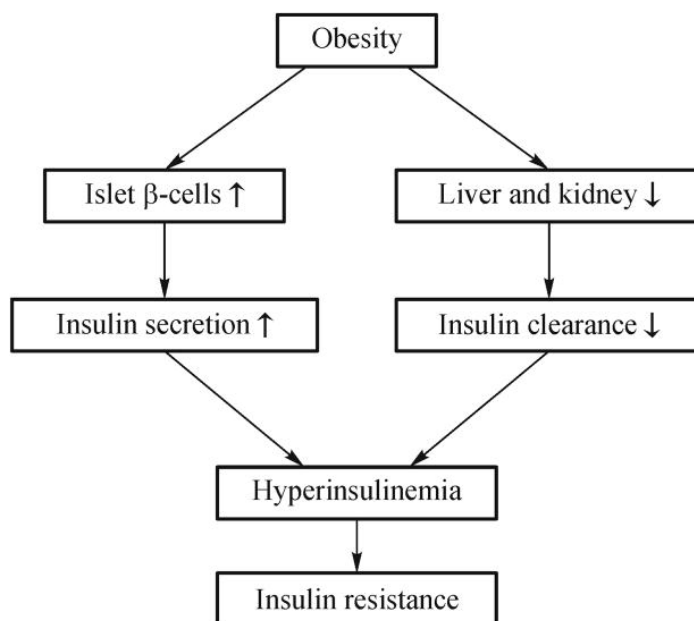 Obesity
Islet β-cells ↑
Liver and kidney ↓
Insulin secretion ↑
Insulin clearance ↓
Hyperinsulinemia
Insulin resistance